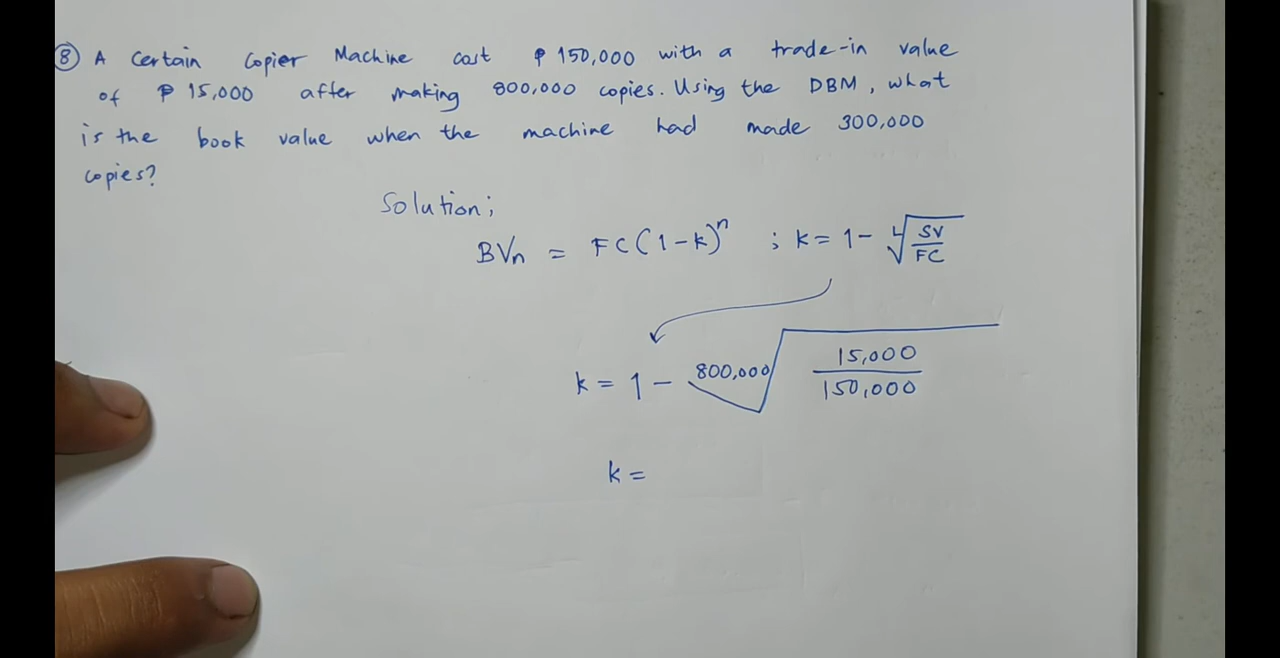 ⑧ A Certain Copier Machine cost ₱ 150,000 with a trade-in value
of ₱ 15,000 after making 800,000 copies. Using the DBM, what
is the book value when the machine had made 300,000
copies?
Solution;
BVn = FC(1-k)^n ; k = 1 - ᴸ√(SV/FC)
k = 1 - ⁸⁰⁰,⁰⁰⁰√(15,000/150,000)
k =